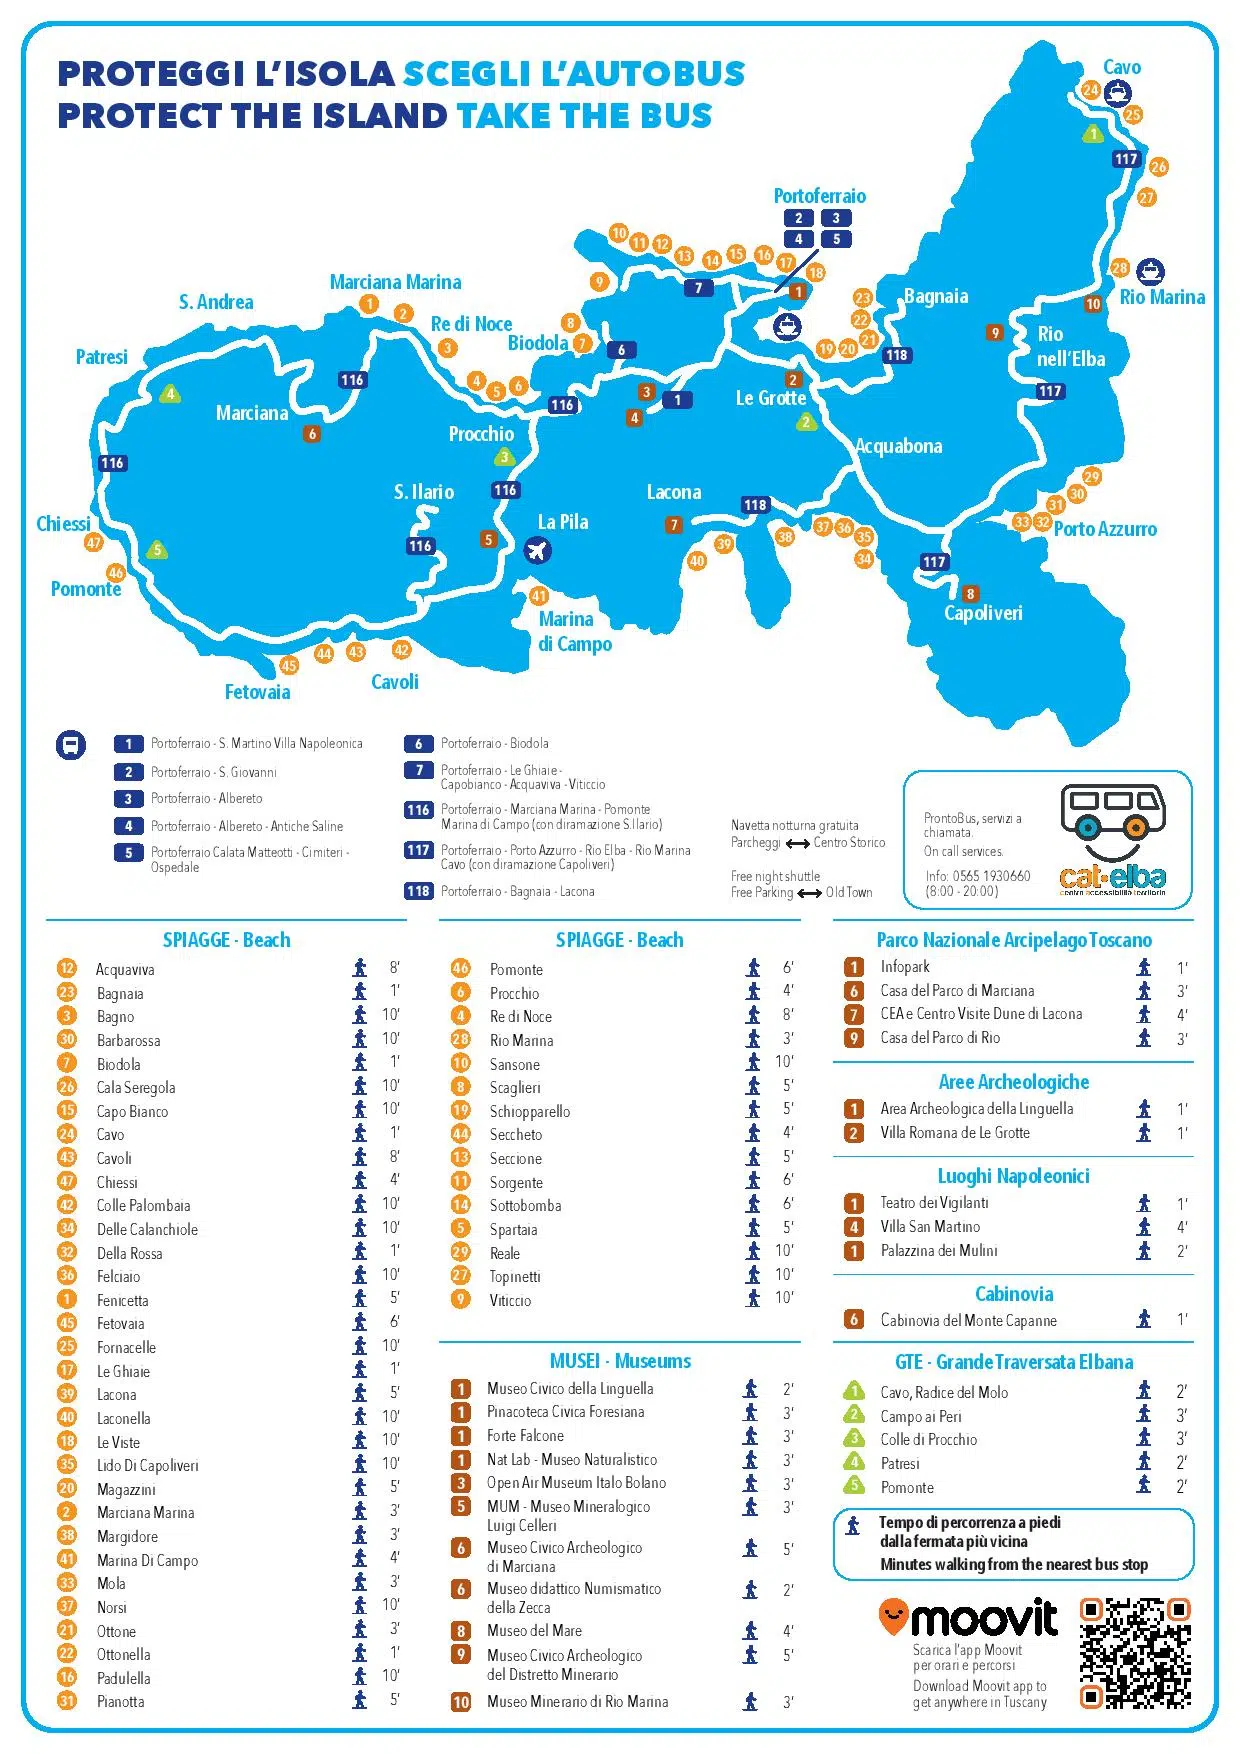 PROTEGGI L'ISOLA SCEGLI L'AUTOBUS
PROTECT THE ISLAND TAKE THE BUS
Cavo
24
25
1
117
26
27
Portoferraio
2 3
4 5
10 11 12 13 14 15 16 17 18
9
7
1
28
Rio Marina
10
Marciana Marina
S. Andrea
1
2
Re di Noce
3
8
Biodola 7
6
23
22
21
19 20
Bagnaia
118
9
Rio
nell'Elba
Patresi
4
116
4
5
6
116
3
1
4
2
Le Grotte
2
117
Marciana
6
Procchio
3
Acquabona
116
S. Ilario
116
Lacona
118
7
29
30
31
33 32
Porto Azzurro
Chiessi
47
5
116
5
La Pila
37 36
35
34
38
39
40
117
46
Pomonte
41
Marina
di Campo
8
Capoliveri
45
44
43
42
Cavoli
Fetovaia
1 Portoferraio - S. Martino Villa Napoleonica
2 Portoferraio - S. Giovanni
3 Portoferraio - Albereto
4 Portoferraio - Albereto - Antiche Saline
5 Portoferraio Calata Matteotti - Cimiteri -
Ospedale
6 Portoferraio - Biodola
7 Portoferraio - Le Ghiaie -
Capobianco - Acquaviva - Viticcio
116 Portoferraio - Marciana Marina - Pomonte
Marina di Campo (con diramazione S.Ilario)
117 Portoferraio - Porto Azzurro - Rio Elba - Rio Marina
Cavo (con diramazione Capoliveri)
118 Portoferraio - Bagnaia - Lacona
Navetta notturna gratuita
Parcheggi Centro Storico
Free night shuttle
Free Parking Old Town
ProntoBus, servizi a
chiamata.
On call services.
Info: 0565 1930660
(8:00 - 20:00)
cat·elba
centro accessibilità territorio
SPIAGGE - Beach
12 Acquaviva 8'
23 Bagnaia 1'
3 Bagno 10'
30 Barbarossa 10'
7 Biodola 1'
26 Cala Seregola 10'
15 Capo Bianco 10'
24 Cavo 1'
43 Cavoli 8'
47 Chiessi 4'
42 Colle Palombaia 10'
34 Delle Calanchiole 10'
32 Della Rossa 1'
36 Felciaio 10'
1 Fenicetta 5'
45 Fetovaia 6'
25 Fornacelle 10'
17 Le Ghiaie 1'
39 Lacona 5'
40 Laconella 10'
18 Le Viste 10'
35 Lido Di Capoliveri 10'
20 Magazzini 5'
2 Marciana Marina 3'
38 Margidore 3'
41 Marina Di Campo 4'
33 Mola 3'
37 Norsi 10'
21 Ottone 3'
22 Ottonella 1'
16 Padulella 10'
31 Pianotta 5'
SPIAGGE - Beach
46 Pomonte 6'
6 Procchio 4'
4 Re di Noce 8'
28 Rio Marina 3'
10 Sansone 10'
8 Scaglieri 5'
19 Schiopparello 5'
44 Seccheto 4'
13 Seccione 5'
11 Sorgente 6'
14 Sottobomba 6'
5 Spartaia 5'
29 Reale 10'
27 Topinetti 10'
9 Viticcio 10'
MUSEI - Museums
1 Museo Civico della Linguella 2'
1 Pinacoteca Civica Foresiana 3'
1 Forte Falcone 3'
1 Nat Lab - Museo Naturalistico 3'
3 Open Air Museum Italo Bolano 3'
5 MUM - Museo Mineralogico 3'
Luigi Celleri
6 Museo Civico Archeologico 5'
di Marciana
6 Museo didattico Numismatico 2'
della Zecca
8 Museo del Mare 4'
9 Museo Civico Archeologico 5'
del Distretto Minerario
10 Museo Minerario di Rio Marina 3'
Parco Nazionale Arcipelago Toscano
1 Infopark 1'
6 Casa del Parco di Marciana 3'
7 CEA e Centro Visite Dune di Lacona 4'
9 Casa del Parco di Rio 3'
Aree Archeologiche
1 Area Archeologica della Linguella 1'
2 Villa Romana de Le Grotte 1'
Luoghi Napoleonici
1 Teatro dei Vigilanti 1'
4 Villa San Martino 4'
1 Palazzina dei Mulini 2'
Cabinovia
6 Cabinovia del Monte Capanne 1'
GTE - Grande Traversata Elbana
1 Cavo, Radice del Molo 2'
2 Campo ai Peri 3'
3 Colle di Procchio 3'
4 Patresi 2'
5 Pomonte 2'
Tempo di percorrenza a piedi
dalla fermata più vicina
Minutes walking from the nearest bus stop
moovit
Scarica l'app Moovit
per orari e percorsi
Download Moovit app to
get anywhere in Tuscany